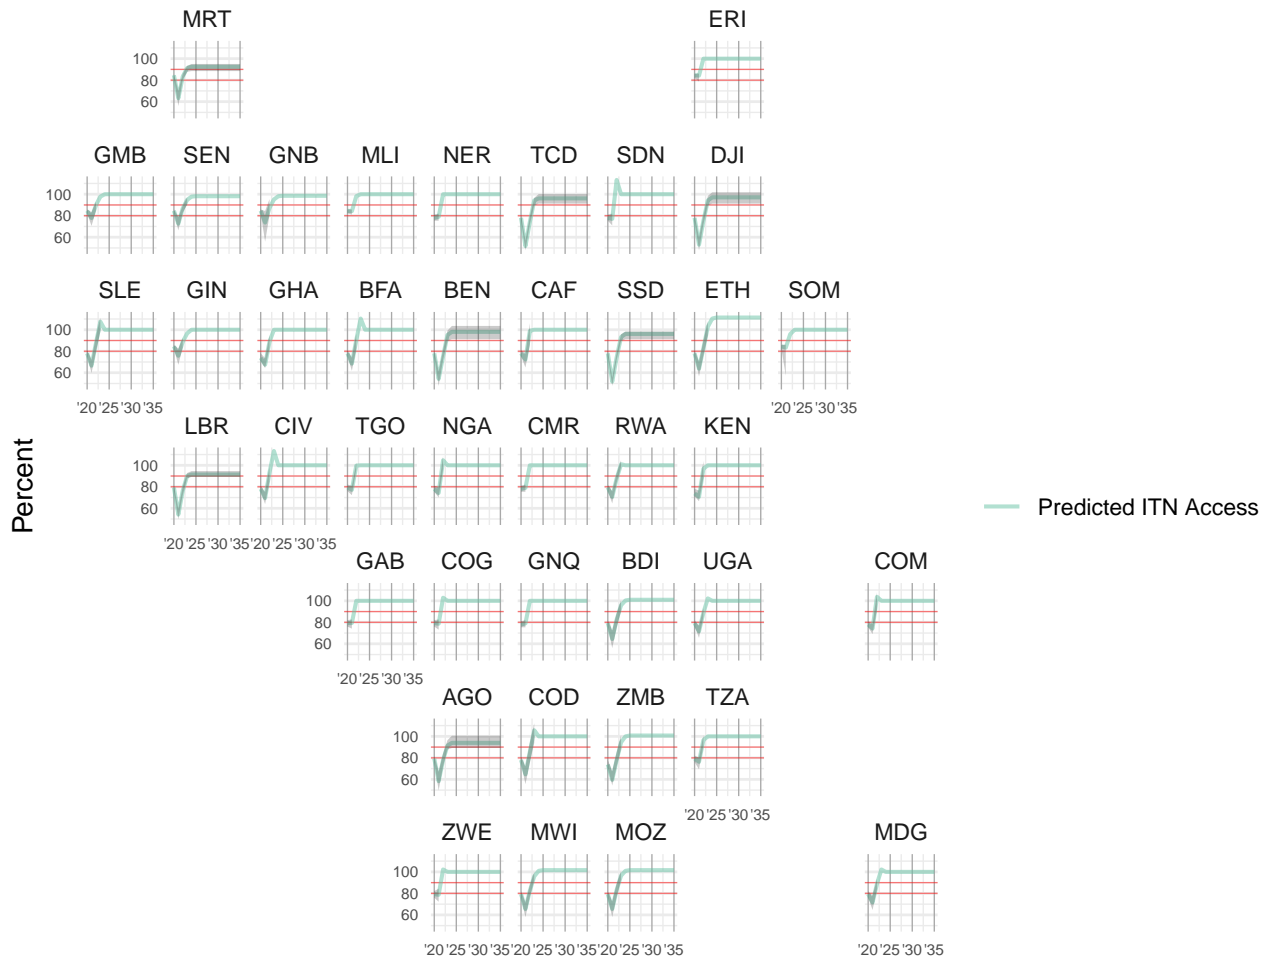 MRT ERI
100
80
60
GMB SEN GNB MLI NER TCD SDN DJI
100
80
60
SLE GIN GHA BFA BEN CAF SSD ETH SOM
100
80
60
'20 '25 '30 '35 '20 '25 '30 '35
LBR CIV TGO NGA CMR RWA KEN
100
80
60
'20 '25 '30 '35 '20 '25 '30 '35
GAB COG GNQ BDI UGA COM
100
80
60
'20 '25 '30 '35
AGO COD ZMB TZA
100
80
60
'20 '25 '30 '35
ZWE MWI MOZ MDG
100
80
60
'20 '25 '30 '35 '20 '25 '30 '35 '20 '25 '30 '35 '20 '25 '30 '35
Percent
Predicted ITN Access